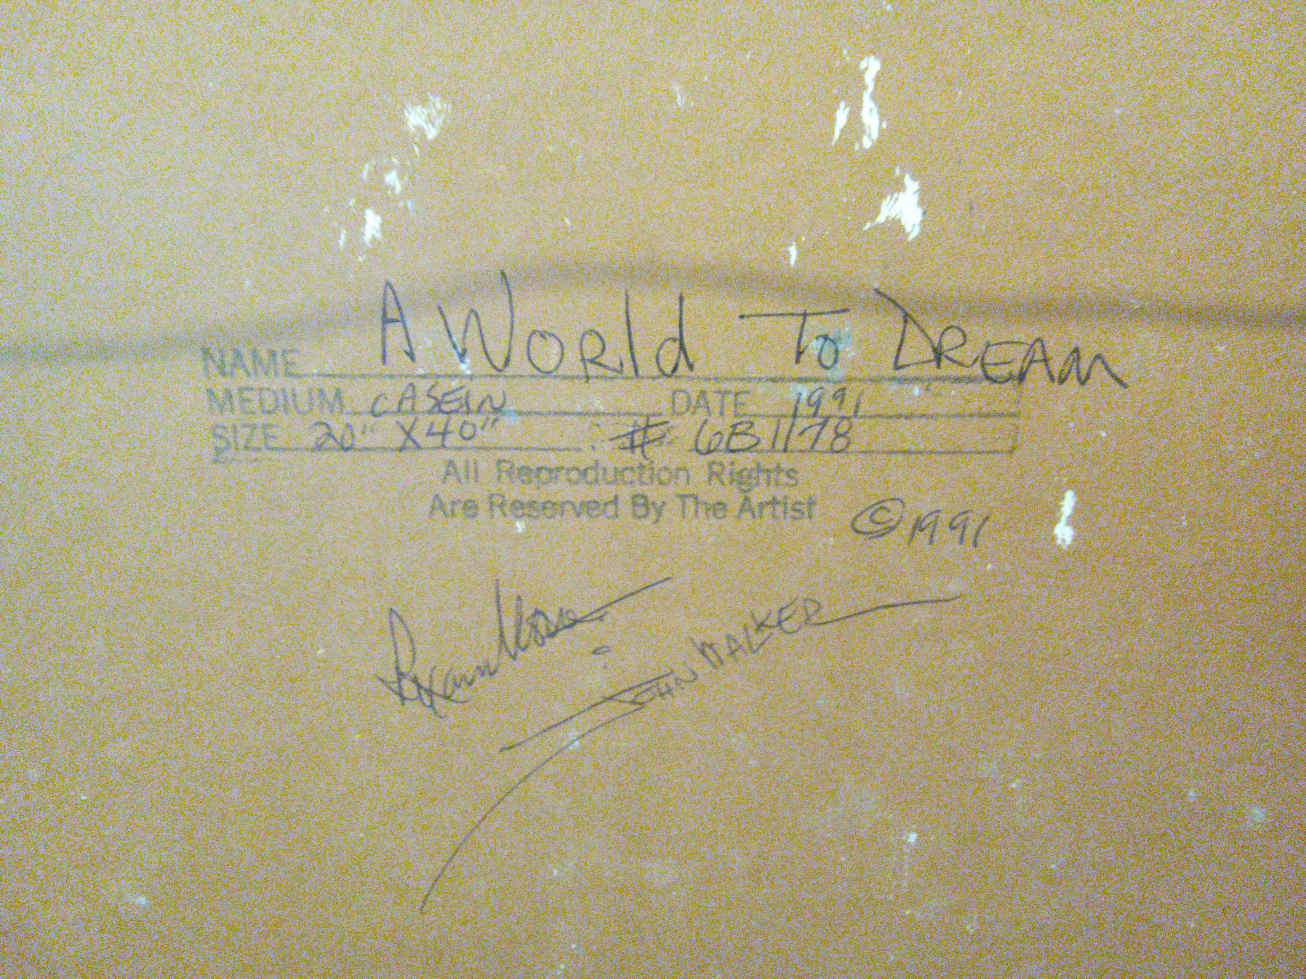 NAME A World To DREAM
MEDIUM CASEIN DATE 1991
SIZE 20" X 40" # 6B1178
All Reproduction Rights
Are Reserved By The Artist
© 1991
JOHN WALKER